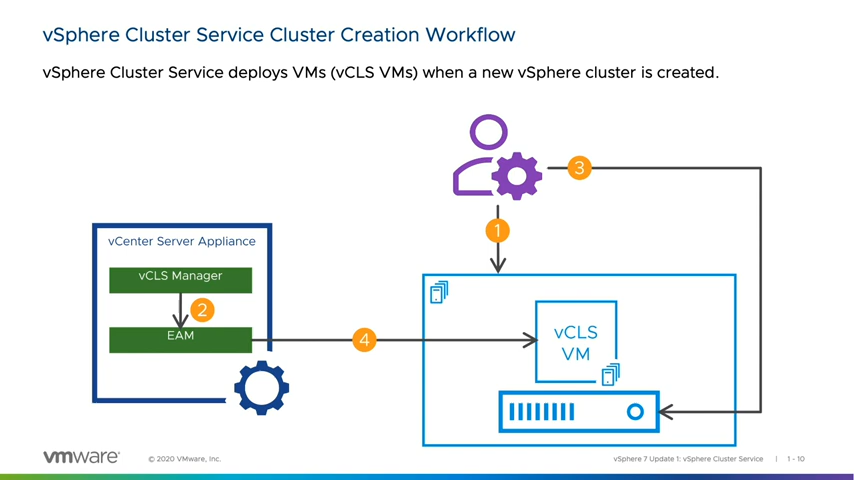 vSphere Cluster Service Cluster Creation Workflow
vSphere Cluster Service deploys VMs (vCLS VMs) when a new vSphere cluster is created.
3
1
vCenter Server Appliance
vCLS Manager
2
EAM
4
vCLS
VM
vmware
© 2020 VMware, Inc.
vSphere 7 Update 1: vSphere Cluster Service | 1 - 10